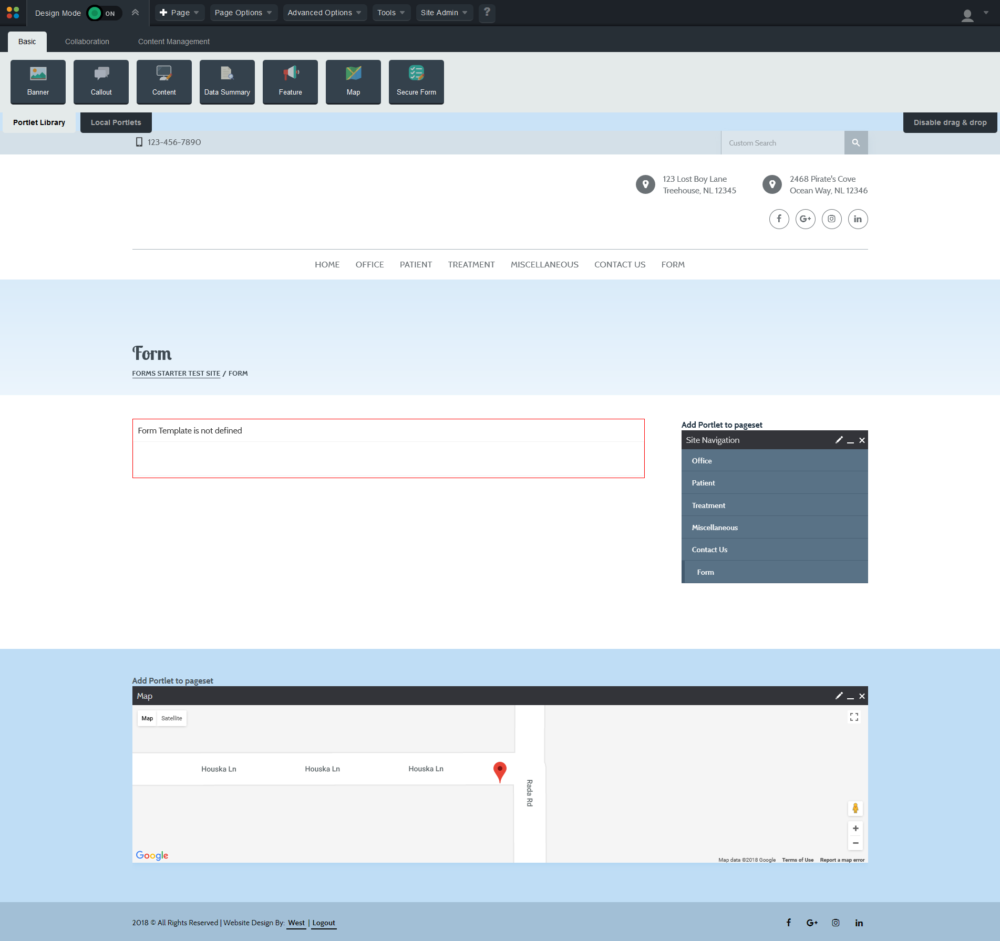 Design Mode ON
Page
Page Options
Advanced Options
Tools
Site Admin
?
Basic
Collaboration
Content Management
Banner
Callout
Content
Data Summary
Feature
Map
Secure Form
Portlet Library
Local Portlets
Disable drag & drop
123-456-7890
Custom Search
123 Lost Boy Lane
Treehouse, NL 12345
2468 Pirate's Cove
Ocean Way, NL 12346
HOME
OFFICE
PATIENT
TREATMENT
MISCELLANEOUS
CONTACT US
FORM
Form
FORMS STARTER TEST SITE / FORM
Form Template is not defined
Add Portlet to pageset
Site Navigation
Office
Patient
Treatment
Miscellaneous
Contact Us
Form
Add Portlet to pageset
Map
Map
Satellite
Houska Ln
Houska Ln
Houska Ln
Rada Rd
Google
Map data ©2018 Google
Terms of Use
Report a map error
2018 © All Rights Reserved | Website Design By: West | Logout